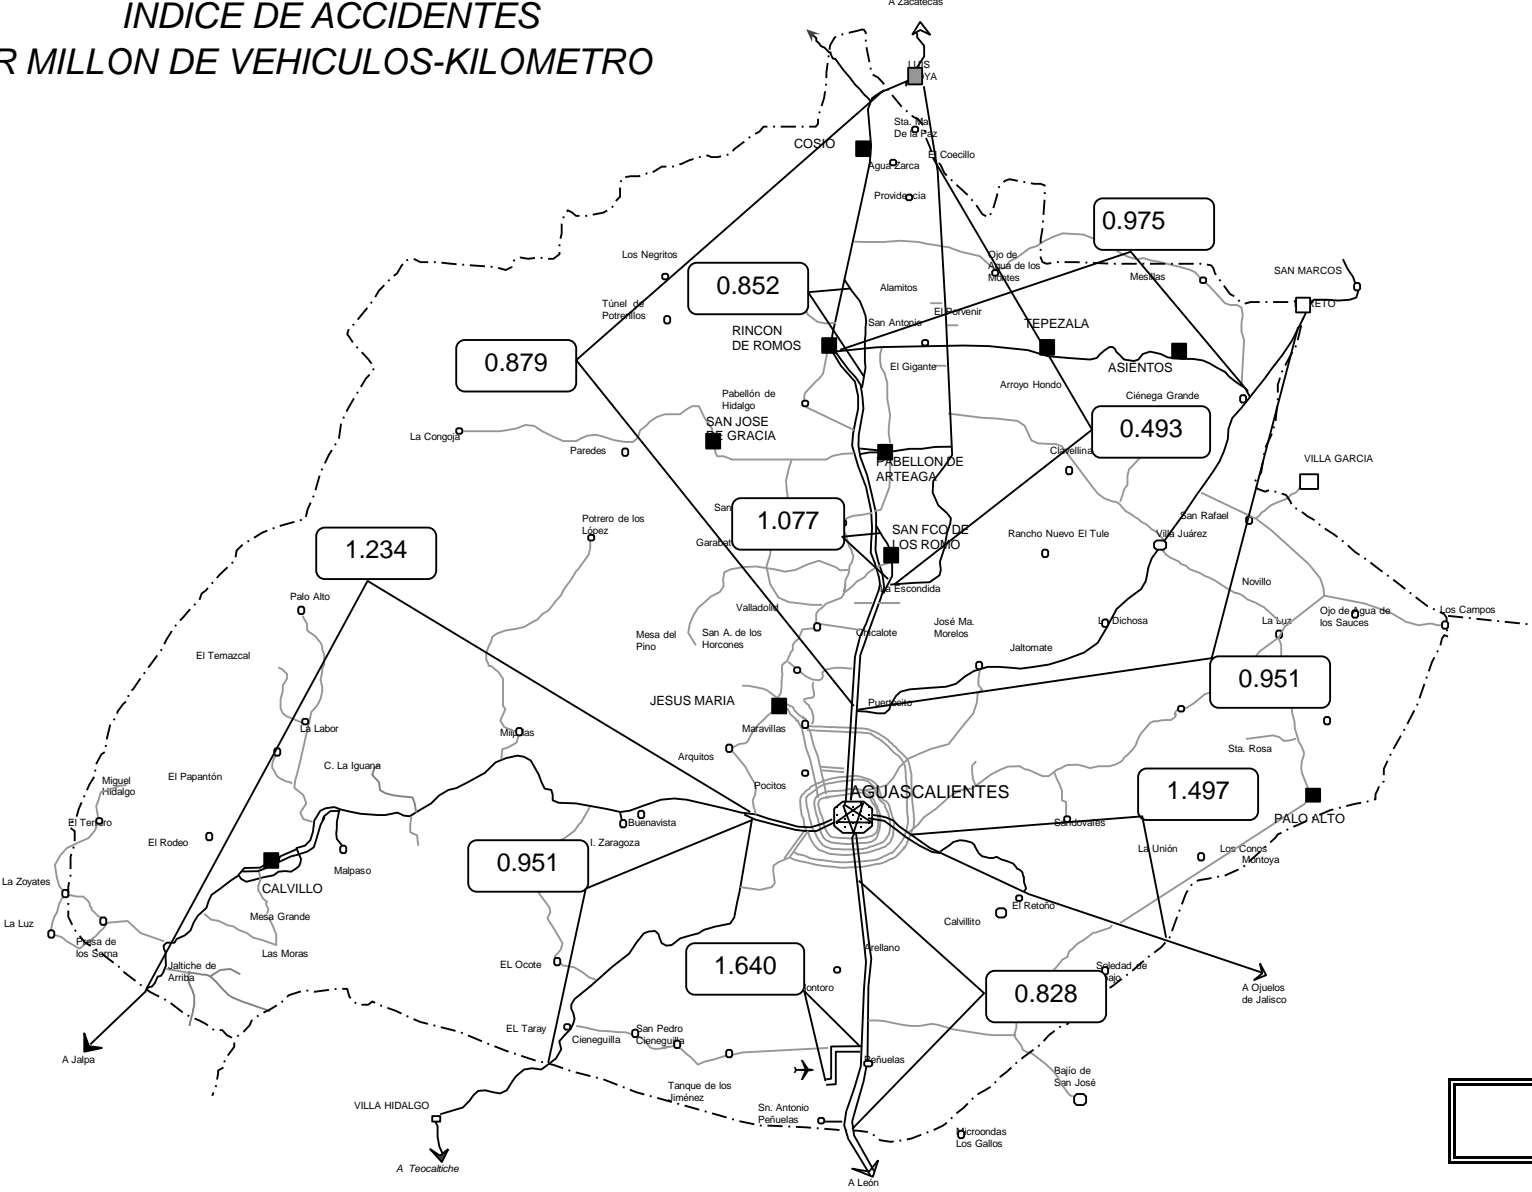 INDICE DE ACCIDENTES
R MILLON DE VEHICULOS-KILOMETRO
A Zacatecas
Sta. Ma.
De la Paz
COSIO
El Coecillo
Agua Zarca
Providencia
0.975
Los Negritos
Ojo de
Agua de los
Montes
Mesillas
SAN MARCOS
0.852
Alamitos
Túnel de
Potrerillos
El Porvenir
San Antonio
TEPEZALA
RINCON
DE ROMOS
0.879
El Gigante
ASIENTOS
Arroyo Hondo
Pabellón de
Hidalgo
Ciénega Grande
SAN JOSE
DE GRACIA
0.493
La Congoja
Paredes
Clavellina
PABELLON DE
ARTEAGA
VILLA GARCIA
San
1.077
Potrero de los
López
San Rafael
SAN FCO DE
LOS ROMO
Rancho Nuevo El Tule
Villa Juárez
Garabat
1.234
La Escondida
Novillo
Palo Alto
Valladolid
Ojo de Agua de
los Sauces
Los Campos
José Ma.
Morelos
La Dichosa
La Luz
Mesa del
Pino
San A. de los
Horcones
Chicalote
Jaltomate
El Temazcal
0.951
JESUS MARIA
Puertecito
La Labor
Milpillas
Maravillas
Sta. Rosa
Arquitos
C. La Iguana
El Papantón
Miguel
Hidalgo
Pocitos
AGUASCALIENTES
1.497
El Terrero
Buenavista
Sandovales
PALO ALTO
El Rodeo
I. Zaragoza
La Unión
Los Conos
Montoya
0.951
Malpaso
La Zoyates
CALVILLO
El Retoño
La Luz
Mesa Grande
Calvillito
Presa de
los Serna
Las Moras
Arellano
1.640
EL Ocote
Jaltiche de
Arriba
Soledad de
ontoro
0.828
A Ojuelos
de Jalisco
EL Taray
Cieneguilla
San Pedro
Cieneguilla
A Jalpa
Peñuelas
Bajío de
San José
Tanque de los
Jiménez
VILLA HIDALGO
Sn. Antonio
Peñuelas
Microondas
Los Gallos
A Teocaltiche
A León